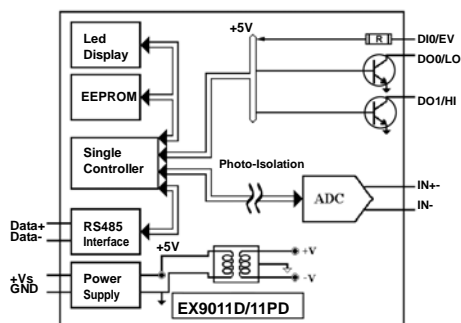 Led
Display
EEPROM
Single
Controller
RS485
Interface
Power
Supply
Data+
Data-
+Vs
GND
+5V
R
DI0/EV
DO0/LO
DO1/HI
Photo-Isolation
ADC
IN+-
IN-
+5V
+V
-V
EX9011D/11PD